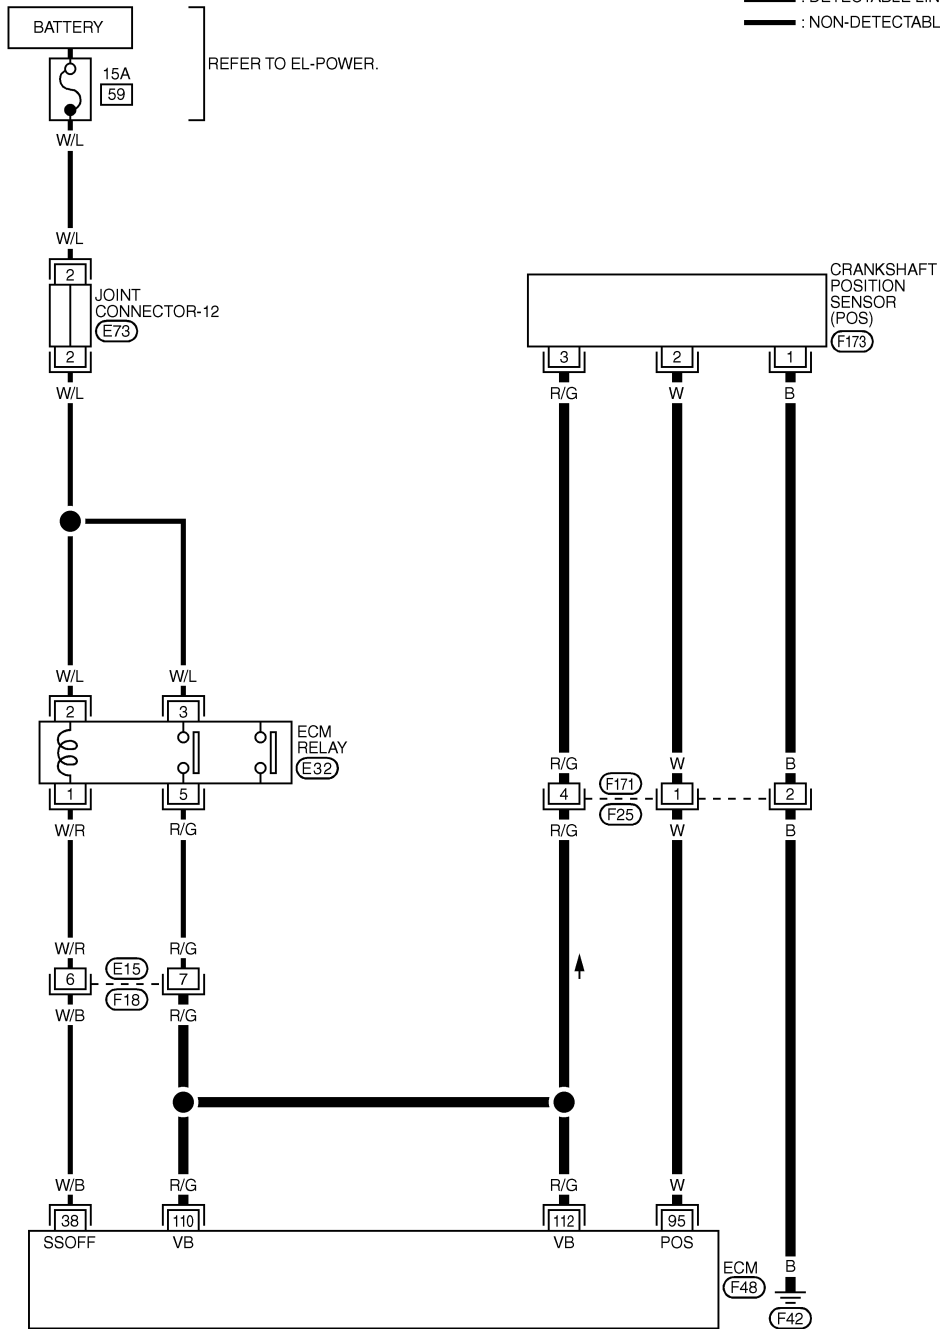 : DETECTABLE LIN
: NON-DETECTABL
BATTERY
REFER TO EL-POWER.
15A
59
W/L
W/L
2
JOINT
CONNECTOR-12
E73
2
W/L
CRANKSHAFT
POSITION
SENSOR
(POS)
F173
3 2 1
R/G W B
W/L W/L
2 3
ECM
RELAY
E32
1 5
W/R R/G
R/G W B
4 F171 1 2
F25
R/G W B
W/R R/G
6 E15 7
F18
W/B R/G
W/B R/G R/G W
38 110 112 95
SSOFF VB VB POS
ECM
F48
B
F42